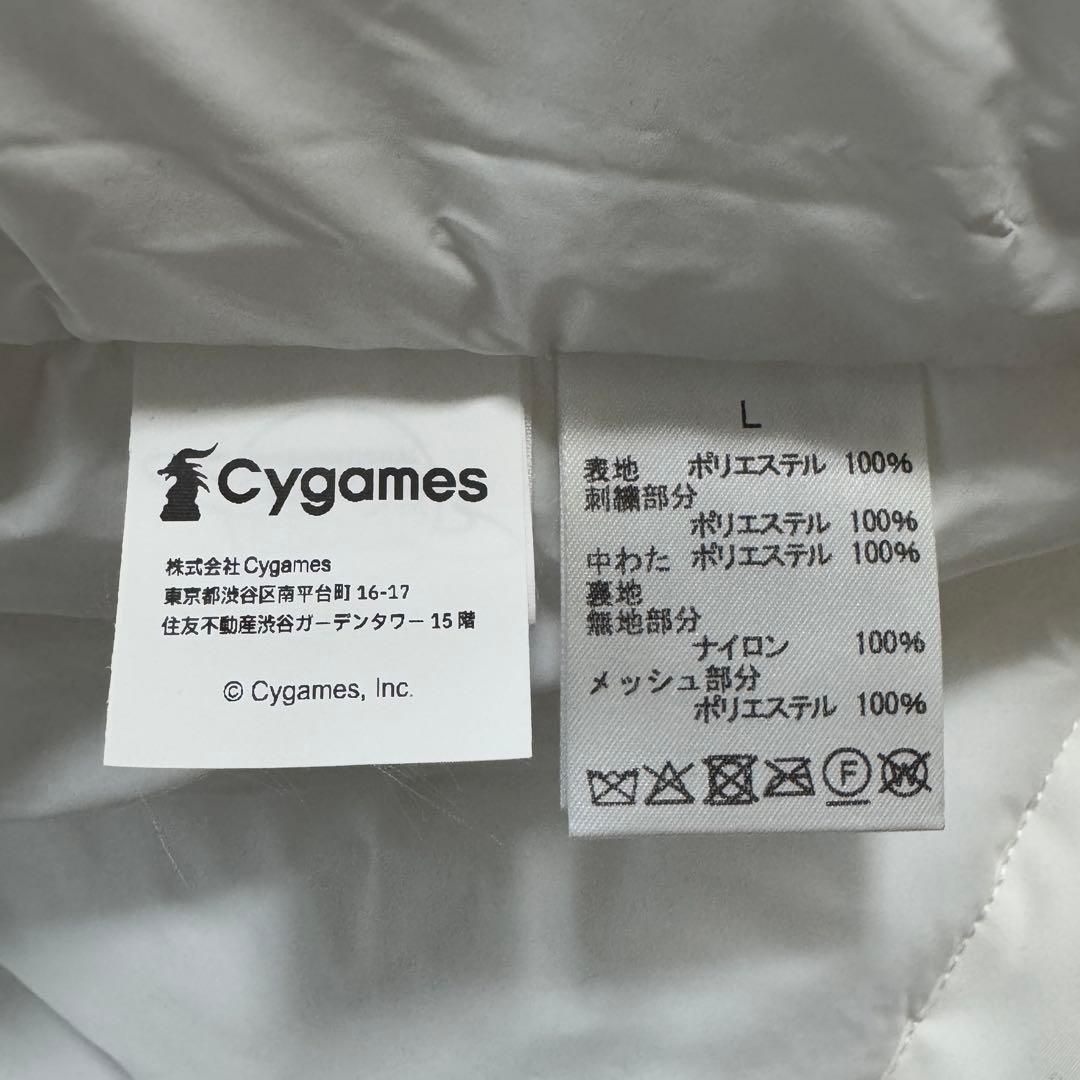 Cygames
株式会社Cygames
東京都渋谷区南平台町 16-17
住友不動産渋谷ガーデンタワー 15 階
© Cygames, Inc.
L
表地 ポリエステル 100%
刺繍部分
ポリエステル 100%
中わた ポリエステル 100%
裏地
無地部分
ナイロン 100%
メッシュ部分
ポリエステル 100%
F
W